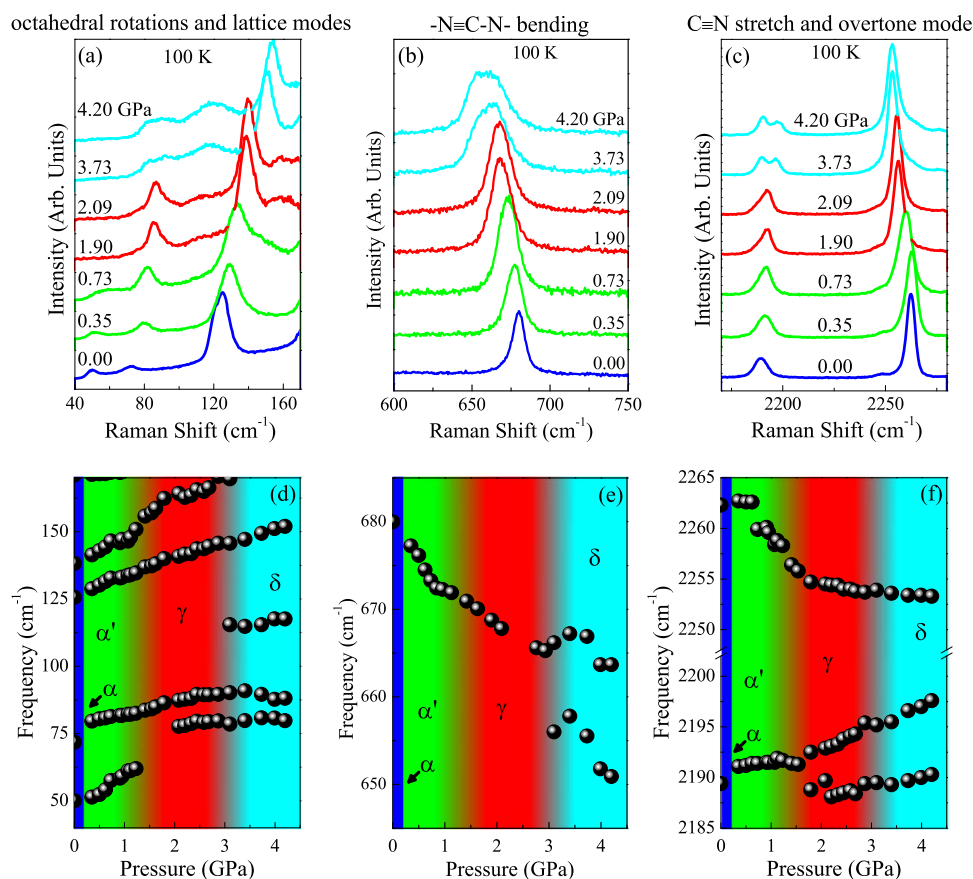 octahedral rotations and lattice modes
-N≡C-N- bending
C≡N stretch and overtone mode
(a)
100 K
4.20 GPa
3.73
2.09
1.90
0.73
0.35
0.00
Intensity (Arb. Units)
40 80 120 160
Raman Shift (cm-1)
(b)
100 K
4.20 GPa
3.73
2.09
1.90
0.73
0.35
0.00
Intensity (Arb. Units)
600 650 700 750
Raman Shift (cm-1)
(c)
100 K
4.20 GPa
3.73
2.09
1.90
0.73
0.35
0.00
Intensity (Arb. Units)
2200 2250
Raman Shift (cm-1)
(d)
150
125
100
75
50
Frequency (cm-1)
α'
α
γ
δ
0 1 2 3 4
Pressure (GPa)
(e)
680
670
660
650
Frequency (cm-1)
α'
α
γ
δ
0 1 2 3 4
Pressure (GPa)
(f)
2265
2260
2255
2250
2200
2195
2190
2185
Frequency (cm-1)
α'
α
γ
δ
0 1 2 3 4
Pressure (GPa)